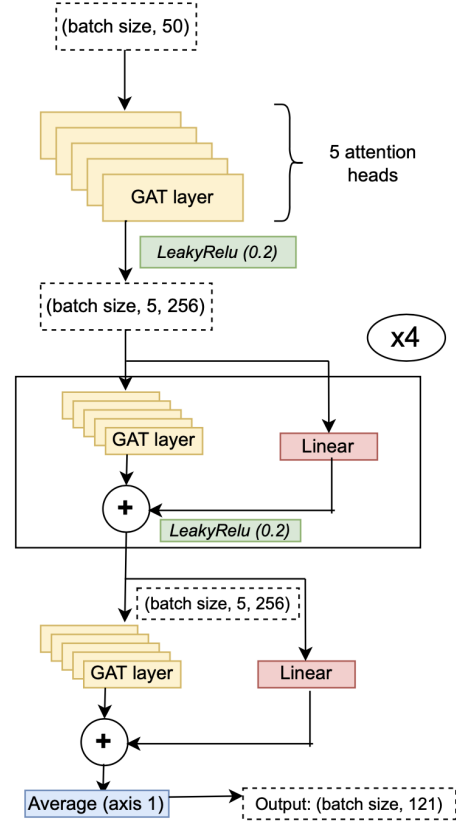 (batch size, 50)
5 attention
heads
GAT layer
LeakyRelu (0.2)
(batch size, 5, 256)
x4
GAT layer
Linear
+
LeakyRelu (0.2)
(batch size, 5, 256)
GAT layer
Linear
+
Average (axis 1)
Output: (batch size, 121)